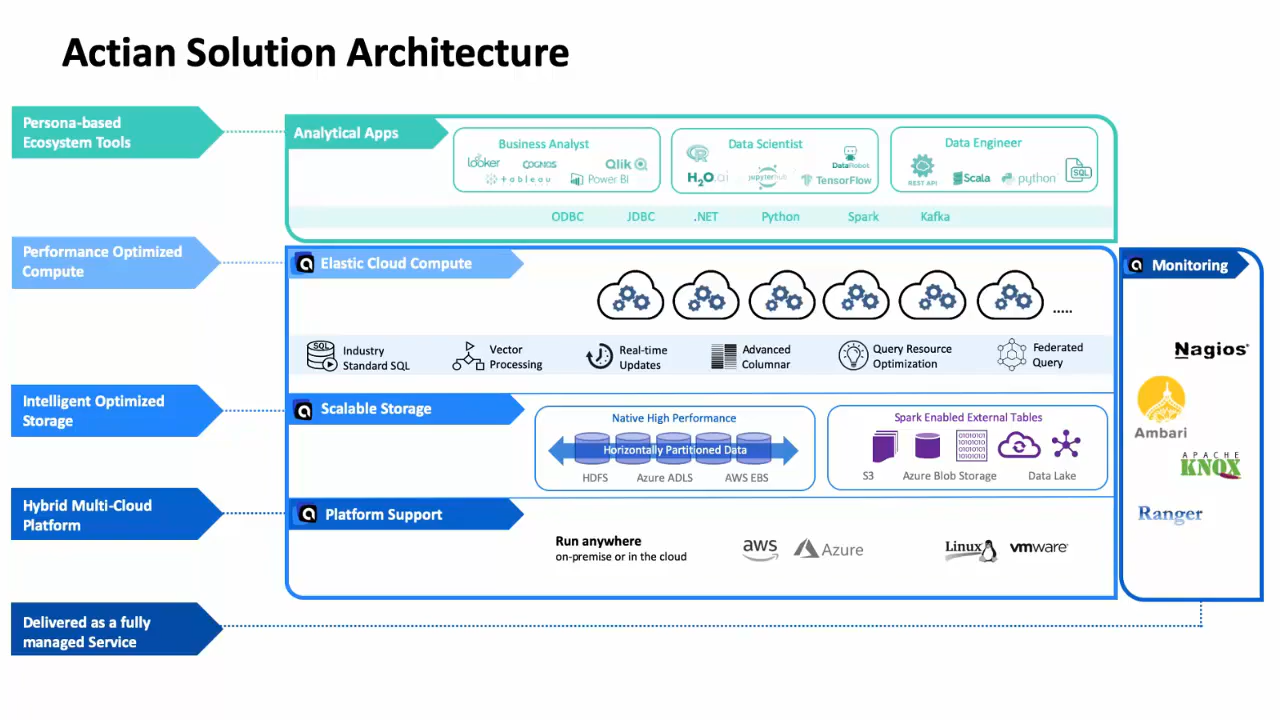 Actian Solution Architecture
Persona-based
Ecosystem Tools
Analytical Apps
Business Analyst
looker
COGNOS
Qlik
tableau
Power BI
Data Scientist
R
DataRobot
H2O.ai
jupyterhub
TensorFlow
Data Engineer
REST API
Scala
python
SQL
ODBC
JDBC
.NET
Python
Spark
Kafka
Performance Optimized
Compute
Elastic Cloud Compute
.....
SQL
Industry
Standard SQL
Vector
Processing
Real-time
Updates
Advanced
Columnar
Query Resource
Optimization
Federated
Query
Monitoring
Nagios®
Ambari
APACHE
KNOX
Ranger
Intelligent Optimized
Storage
Scalable Storage
Native High Performance
Horizontally Partitioned Data
HDFS
Azure ADLS
AWS EBS
Spark Enabled External Tables
S3
Azure Blob Storage
Data Lake
Hybrid Multi-Cloud
Platform
Platform Support
Run anywhere
on-premise or in the cloud
aws
Azure
Linux
vmware
Delivered as a fully
managed Service